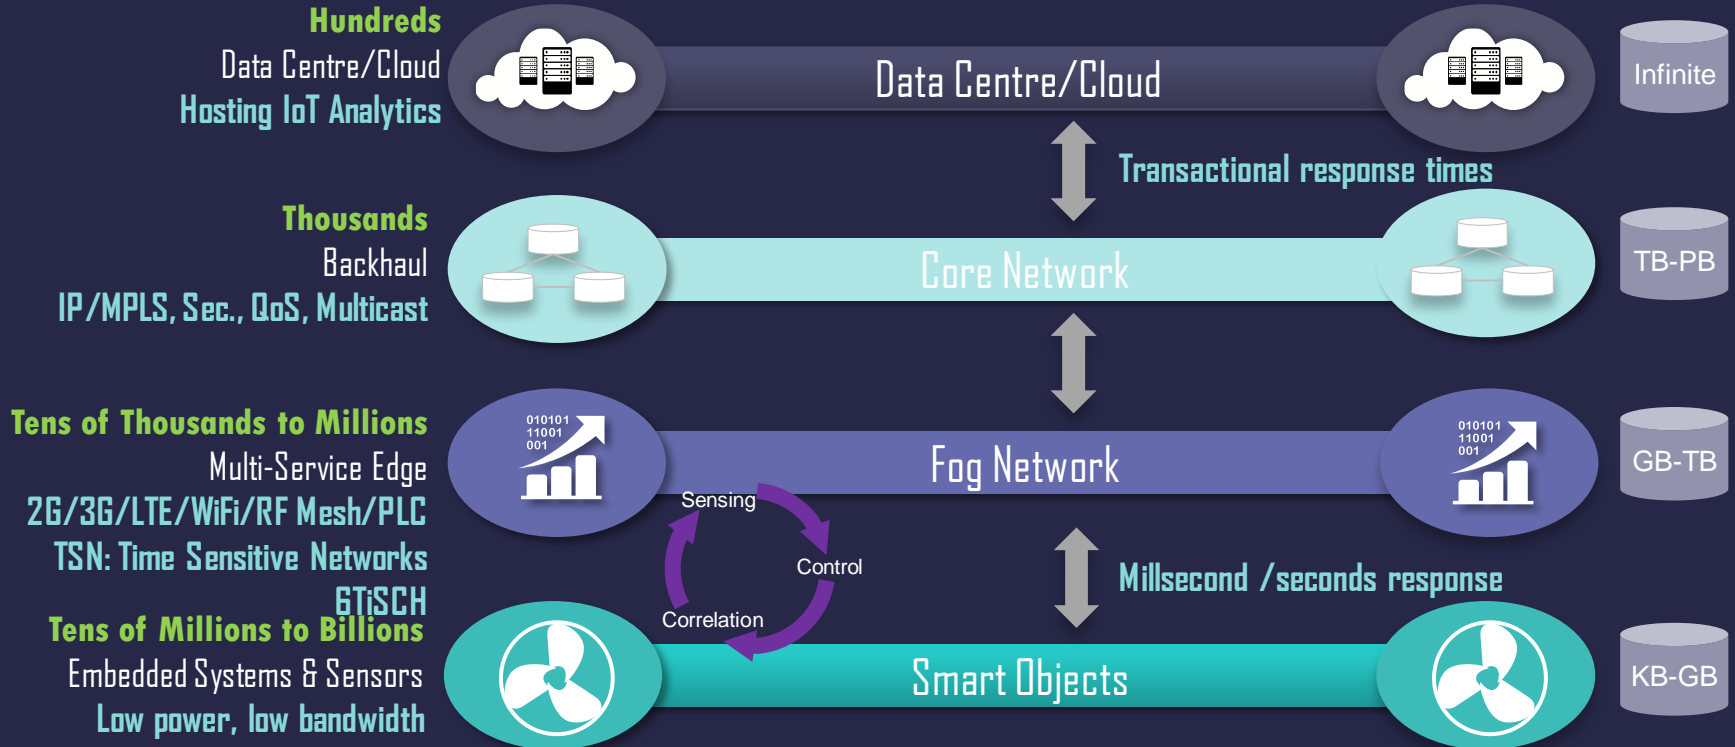 Hundreds
Data Centre/Cloud
Hosting IoT Analytics
Data Centre/Cloud
Infinite
Transactional response times
Thousands
Backhaul
IP/MPLS, Sec., QoS, Multicast
Core Network
TB-PB
Tens of Thousands to Millions
Multi-Service Edge
2G/3G/LTE/WiFi/RF Mesh/PLC
TSN: Time Sensitive Networks
6TiSCH
010101
11001
001
Fog Network
010101
11001
001
GB-TB
Sensing
Control
Correlation
Millsecond /seconds response
Tens of Millions to Billions
Embedded Systems & Sensors
Low power, low bandwidth
Smart Objects
KB-GB